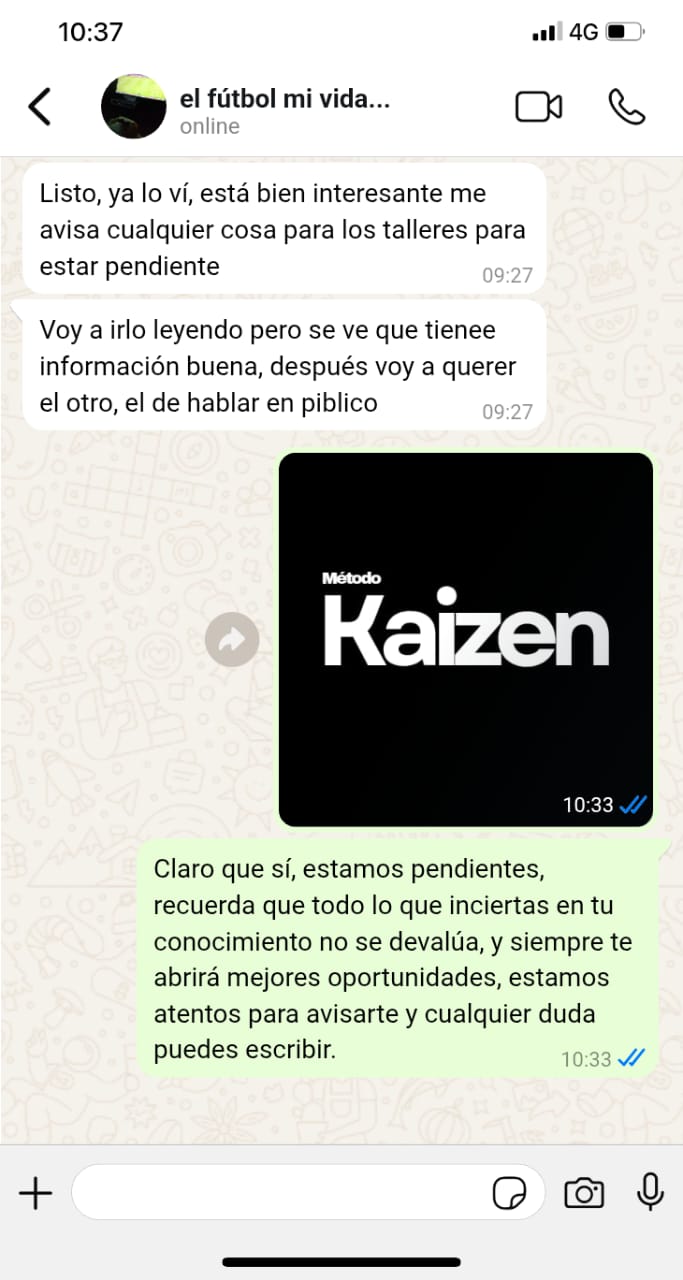 10:37
4G
el fútbol mi vida...
online
Listo, ya lo ví, está bien interesante me
avisa cualquier cosa para los talleres para
estar pendiente
09:27
Voy a irlo leyendo pero se ve que tienee
información buena, después voy a querer
el otro, el de hablar en piblico
09:27
Método
Kaizen
10:33
Claro que sí, estamos pendientes,
recuerda que todo lo que inciertas en tu
conocimiento no se devalúa, y siempre te
abrirá mejores oportunidades, estamos
atentos para avisarte y cualquier duda
puedes escribir.
10:33